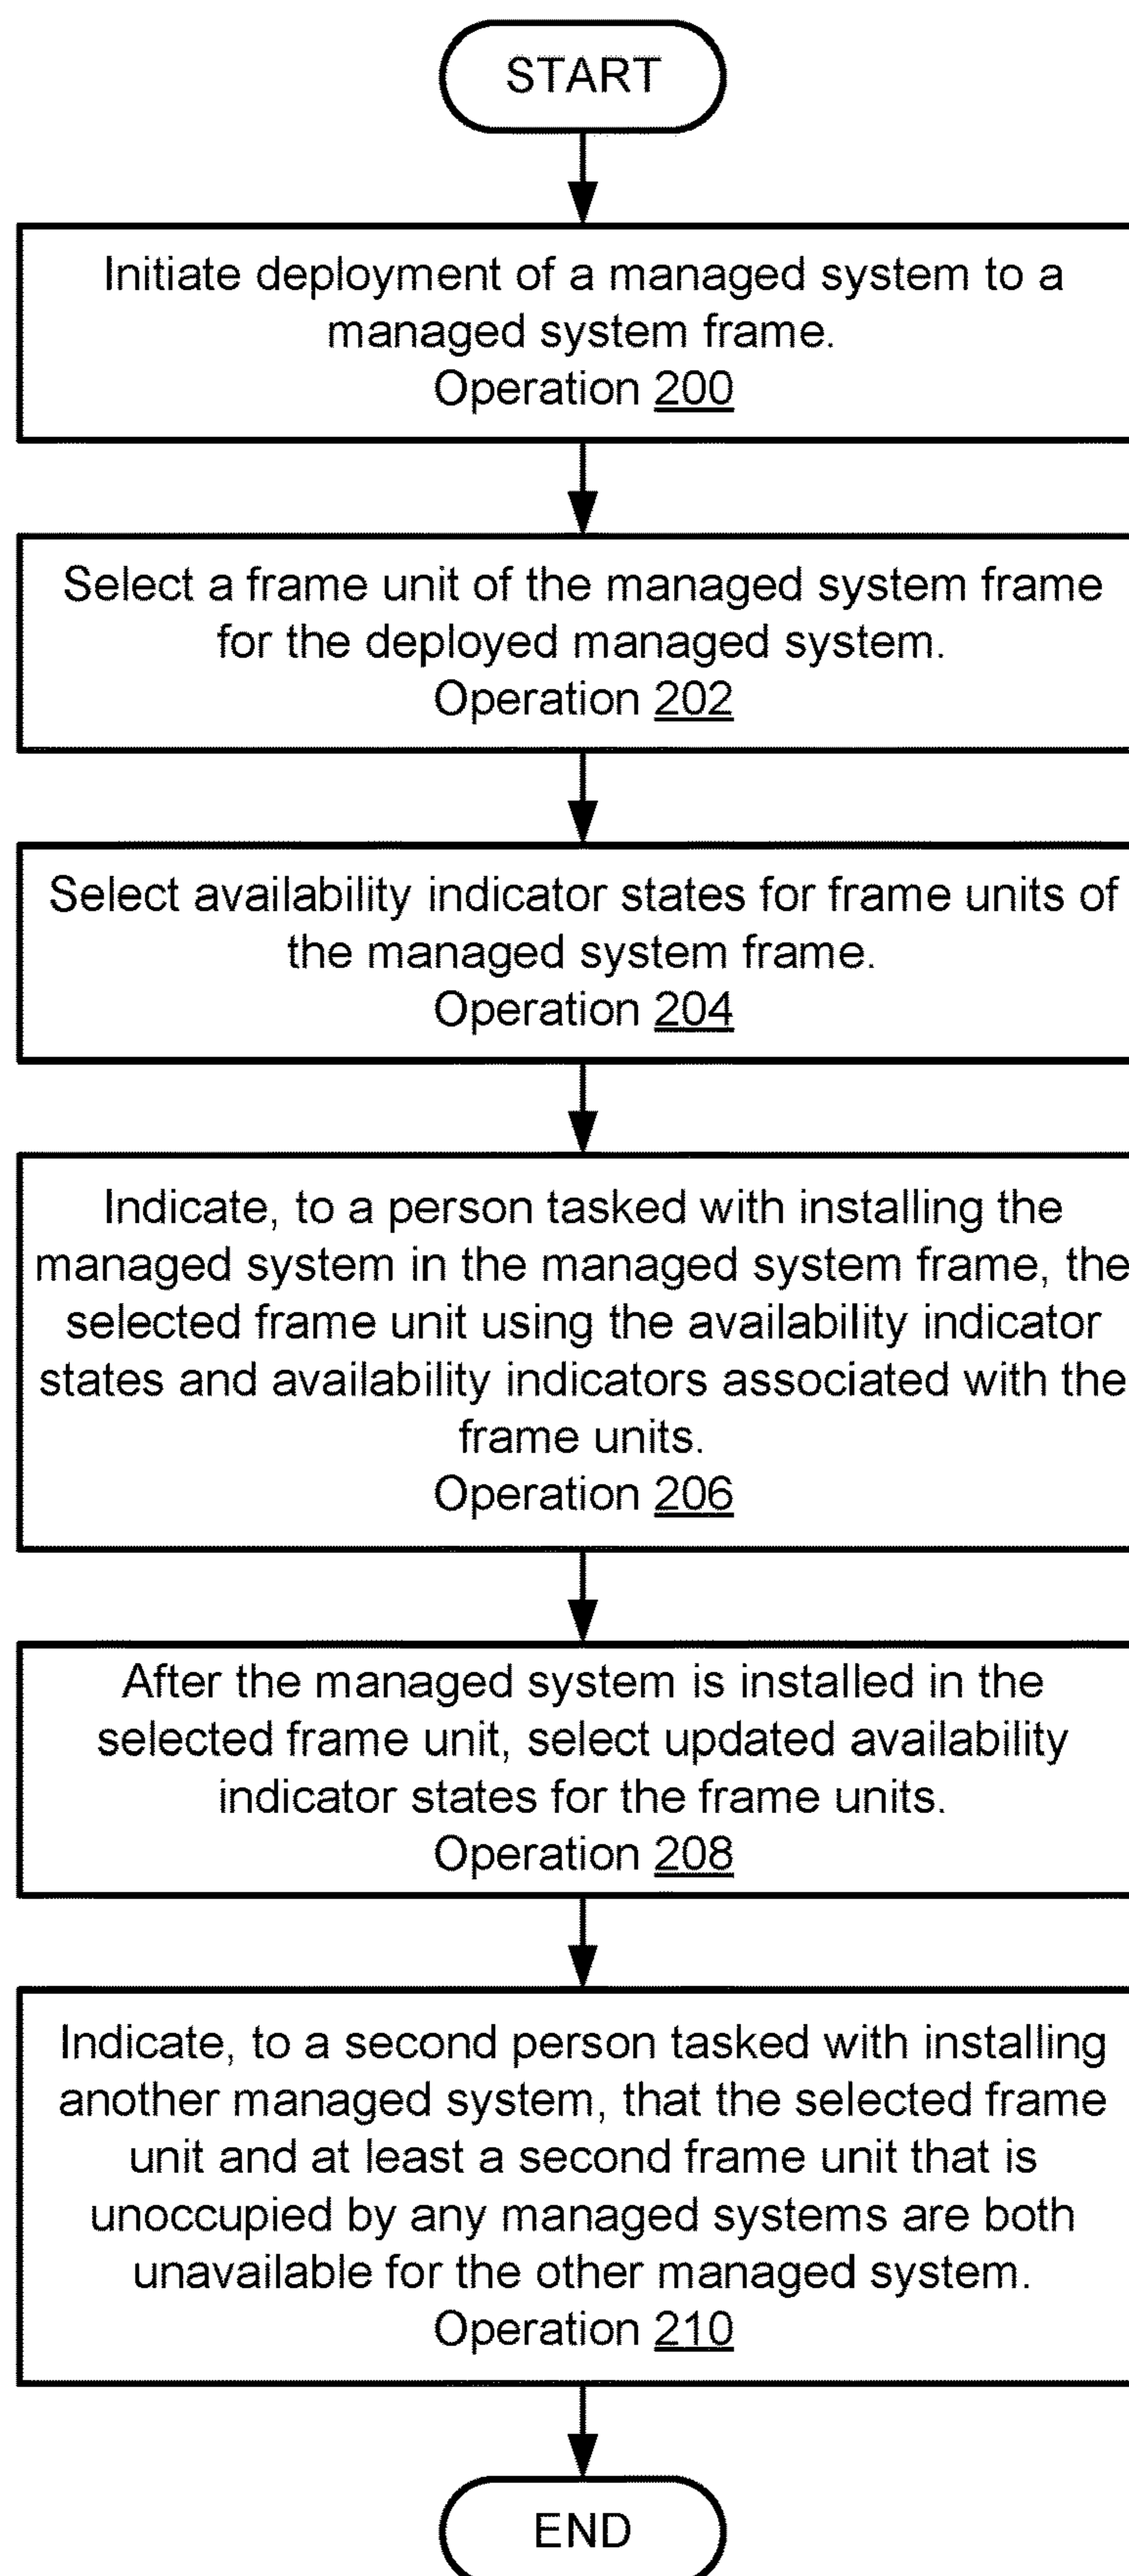 START
Initiate deployment of a managed system to a
managed system frame.
Operation 200
Select a frame unit of the managed system frame
for the deployed managed system.
Operation 202
Select availability indicator states for frame units of
the managed system frame.
Operation 204
Indicate, to a person tasked with installing the
managed system in the managed system frame, the
selected frame unit using the availability indicator
states and availability indicators associated with the
frame units.
Operation 206
After the managed system is installed in the
selected frame unit, select updated availability
indicator states for the frame units.
Operation 208
Indicate, to a second person tasked with installing
another managed system, that the selected frame
unit and at least a second frame unit that is
unoccupied by any managed systems are both
unavailable for the other managed system.
Operation 210
END